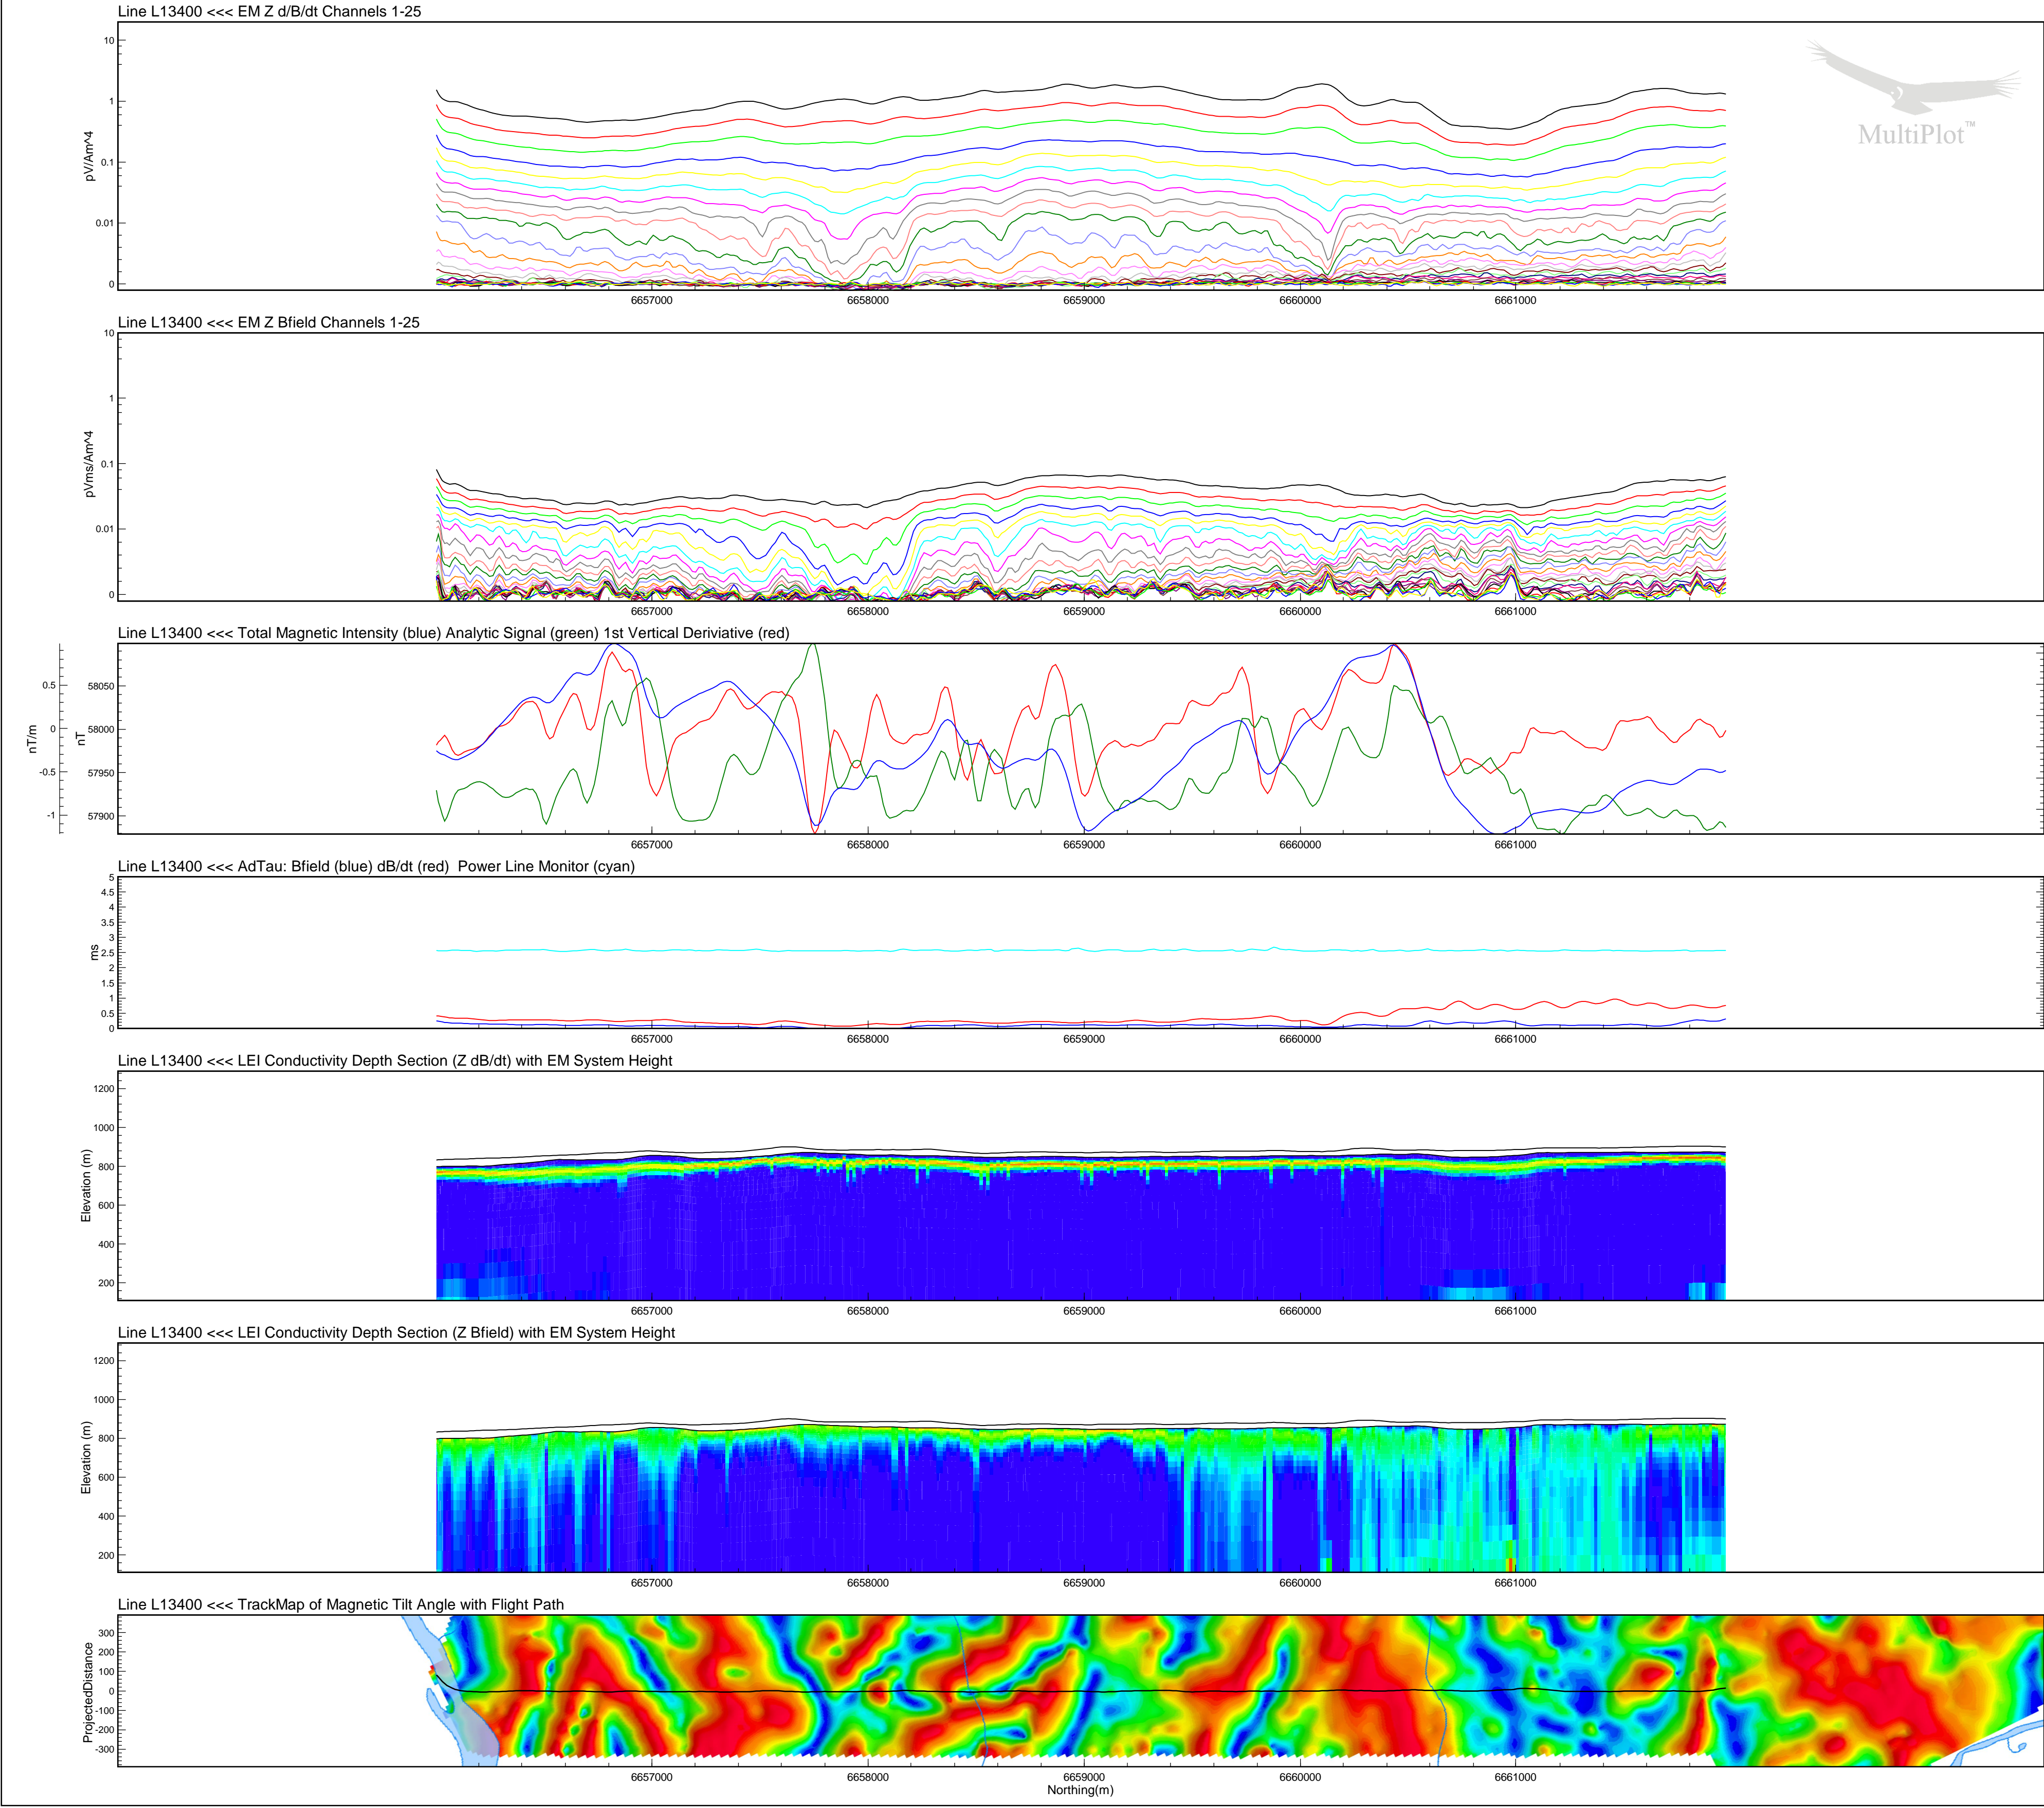 Line L13400 <<< EM Z d/B/dt Channels 1-25
10
1
0.1
0.01
0
pV/Am^4
MultiPlot™
6657000 6658000 6659000 6660000 6661000
Line L13400 <<< EM Z Bfield Channels 1-25
10
1
0.1
0.01
0
pVms/Am^4
6657000 6658000 6659000 6660000 6661000
Line L13400 <<< Total Magnetic Intensity (blue) Analytic Signal (green) 1st Vertical Deriviative (red)
0.5
0
-0.5
-1
nT/m
58050
58000
57950
57900
nT
6657000 6658000 6659000 6660000 6661000
Line L13400 <<< AdTau: Bfield (blue) dB/dt (red) Power Line Monitor (cyan)
5
4.5
4
3.5
3
2.5
2
1.5
1
0.5
0
ms
6657000 6658000 6659000 6660000 6661000
Line L13400 <<< LEI Conductivity Depth Section (Z dB/dt) with EM System Height
1200
1000
800
600
400
200
Elevation (m)
6657000 6658000 6659000 6660000 6661000
Line L13400 <<< LEI Conductivity Depth Section (Z Bfield) with EM System Height
1200
1000
800
600
400
200
Elevation (m)
6657000 6658000 6659000 6660000 6661000
Line L13400 <<< TrackMap of Magnetic Tilt Angle with Flight Path
300
200
100
0
-100
-200
-300
ProjectedDistance
6657000 6658000 6659000 6660000 6661000
Northing(m)